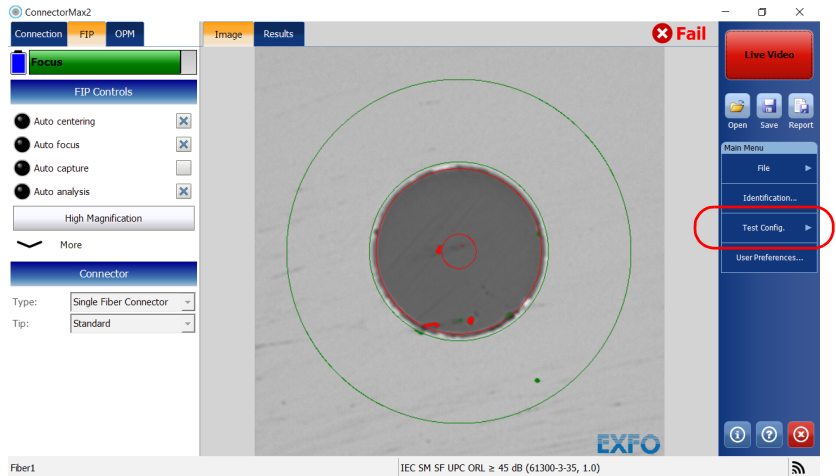 ConnectorMax2
Connection FIP OPM
Image Results
Fail
Live Video
Focus
FIP Controls
Auto centering
Auto focus
Auto capture
Auto analysis
High Magnification
More
Connector
Type: Single Fiber Connector
Tip: Standard
Open Save Report
Main Menu
File
Identification...
Test Config.
User Preferences...
EXFO
Fiber1
IEC SM SF UPC ORL ≥ 45 dB (61300-3-35, 1.0)